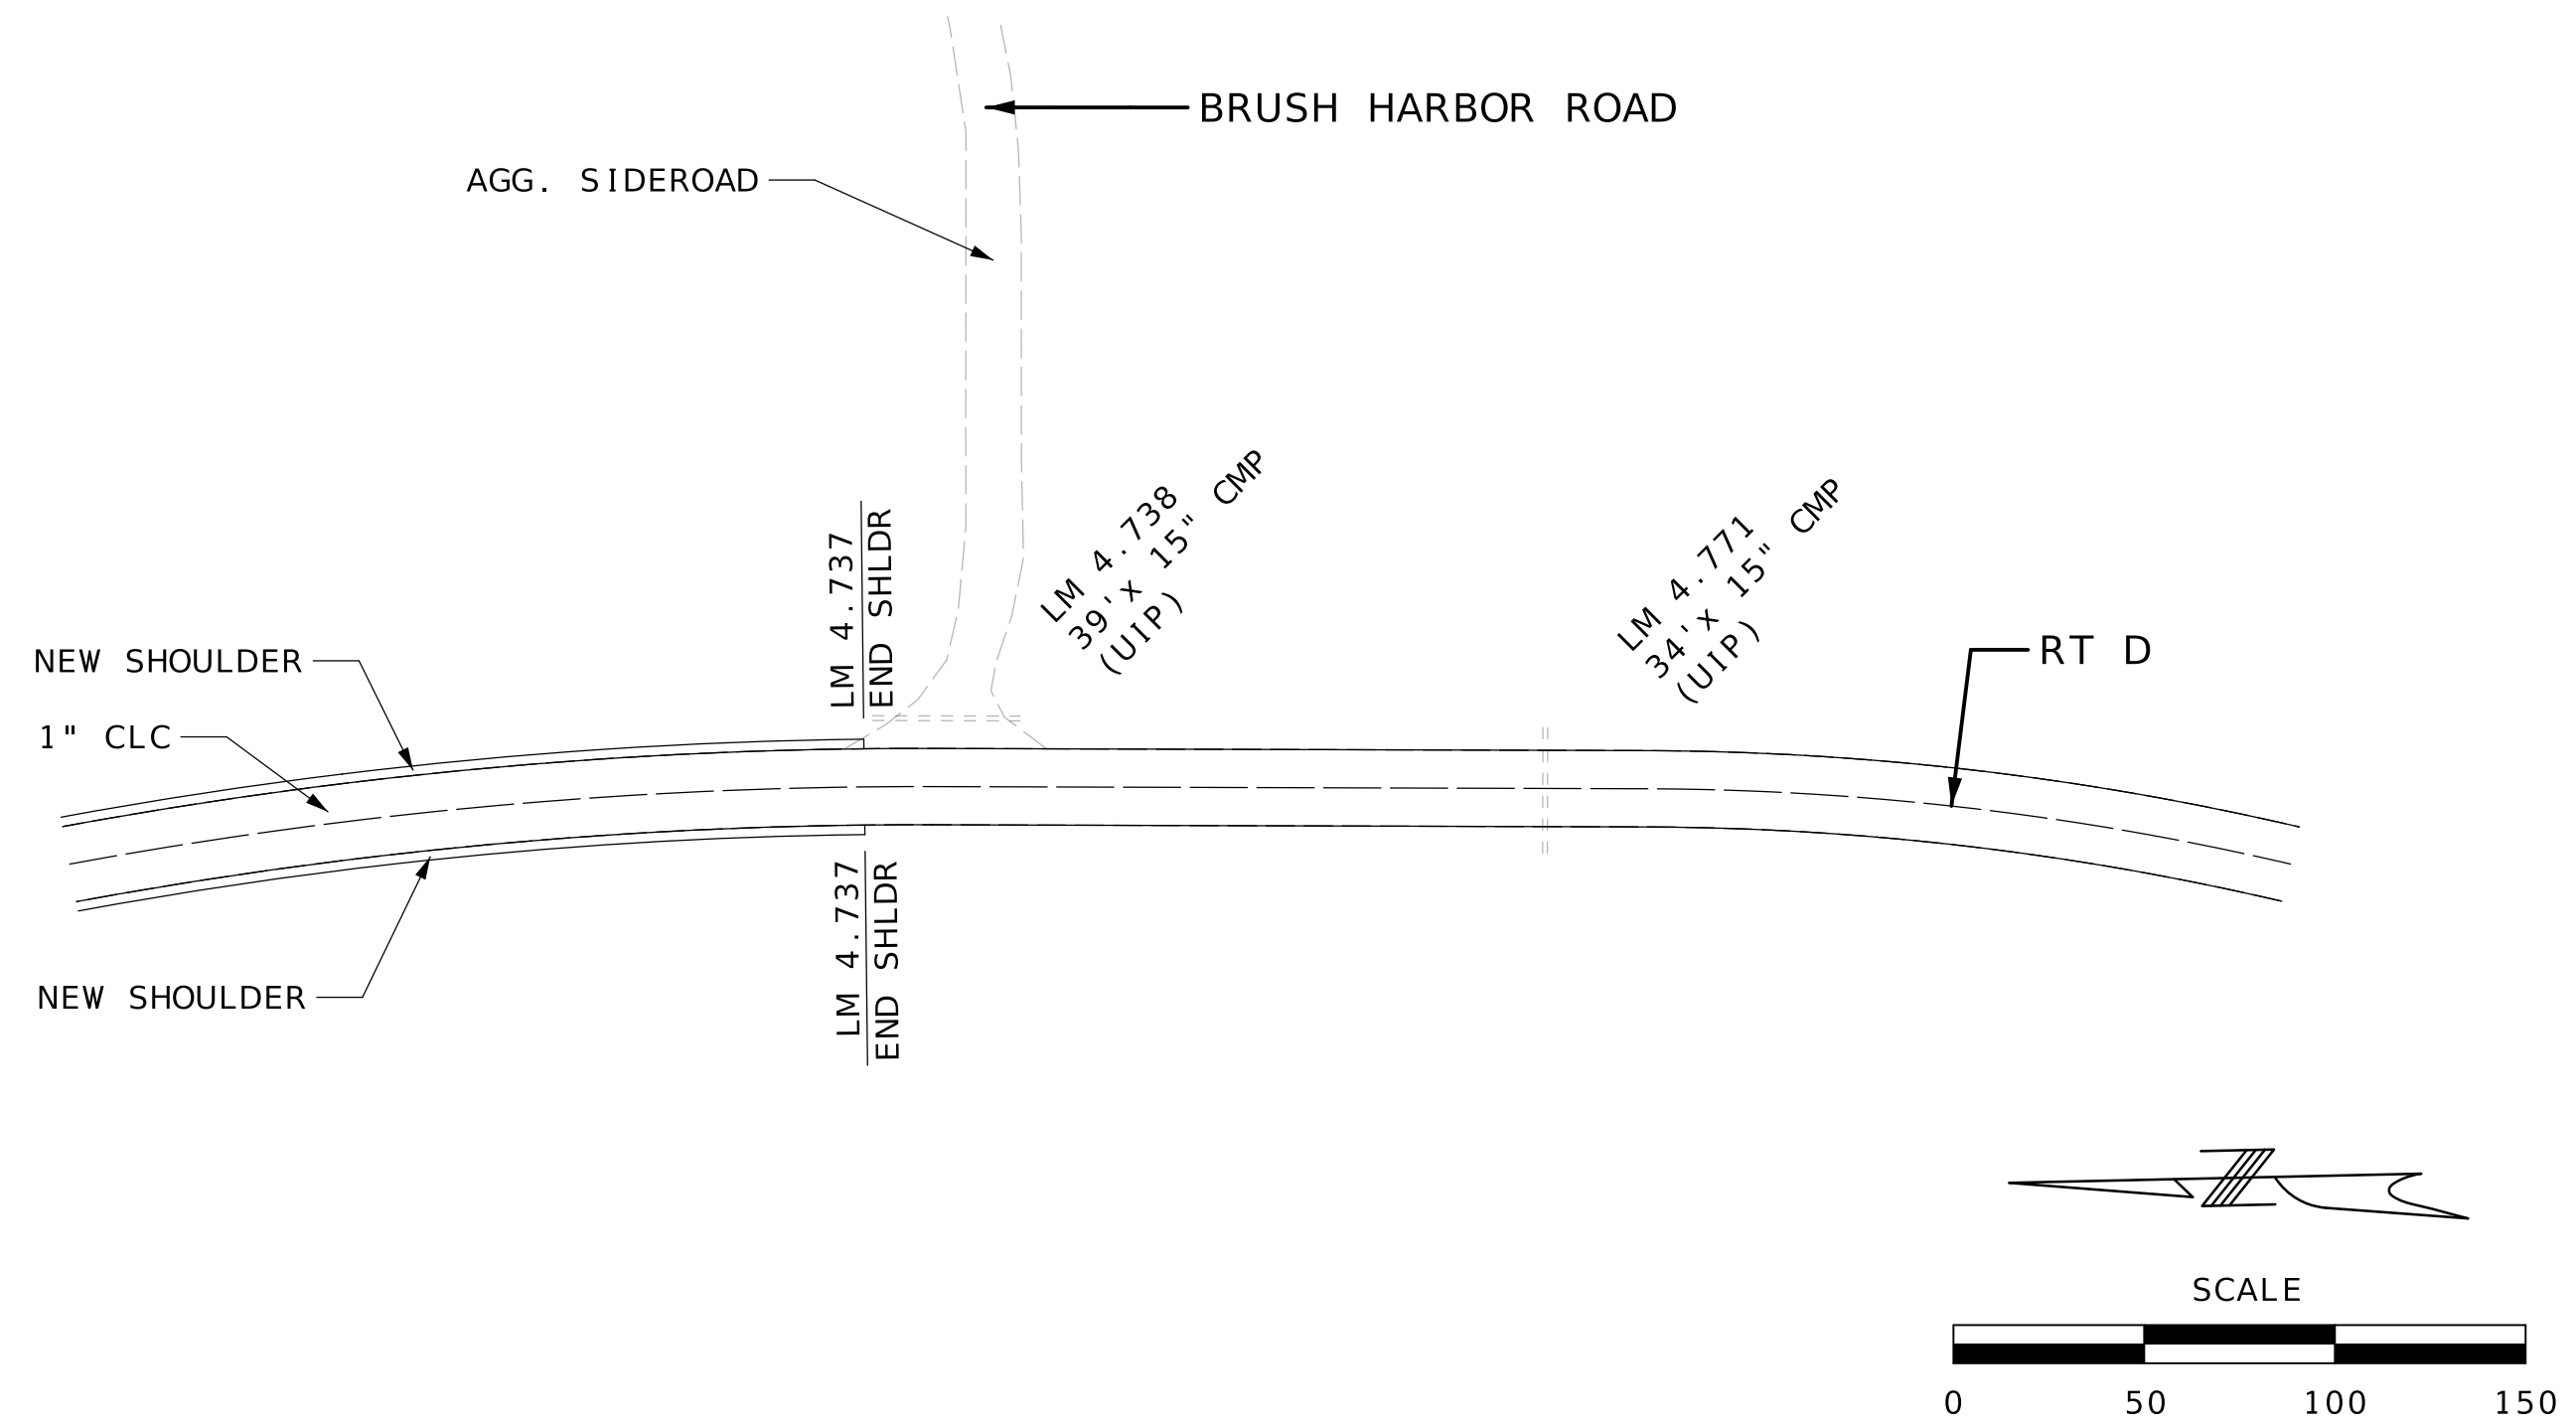 BRUSH HARBOR ROAD
AGG. SIDEROAD
LM 4.737
END SHLDR
LM 4.738
39'x 15" CMP
(UIP)
LM 4.771
34'x 15" CMP
(UIP)
RT D
NEW SHOULDER
1" CLC
NEW SHOULDER
LM 4.737
END SHLDR
N
SCALE
0 50 100 150